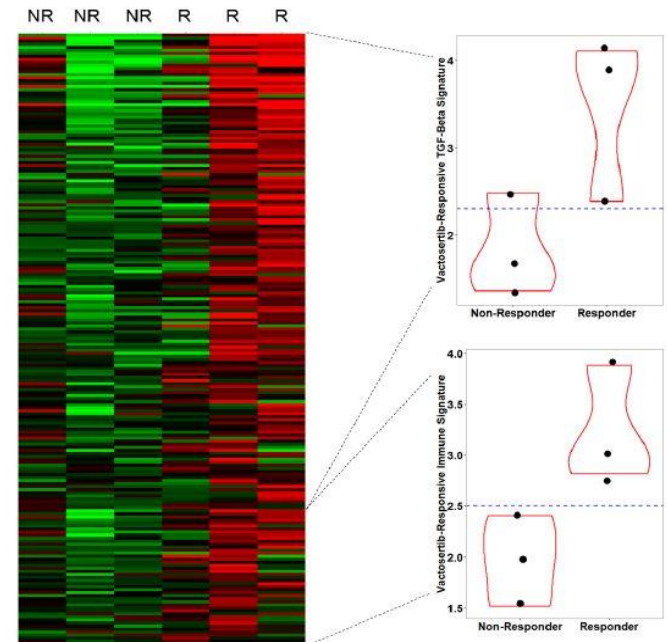 NR NR NR R R R
Vactosertib-Responsive TGF-Beta Signature
4
3
2
Non-Responder Responder
Vactosertib-Responsive Immune Signature
4.0
3.5
3.0
2.5
2.0
1.5
Non-Responder Responder